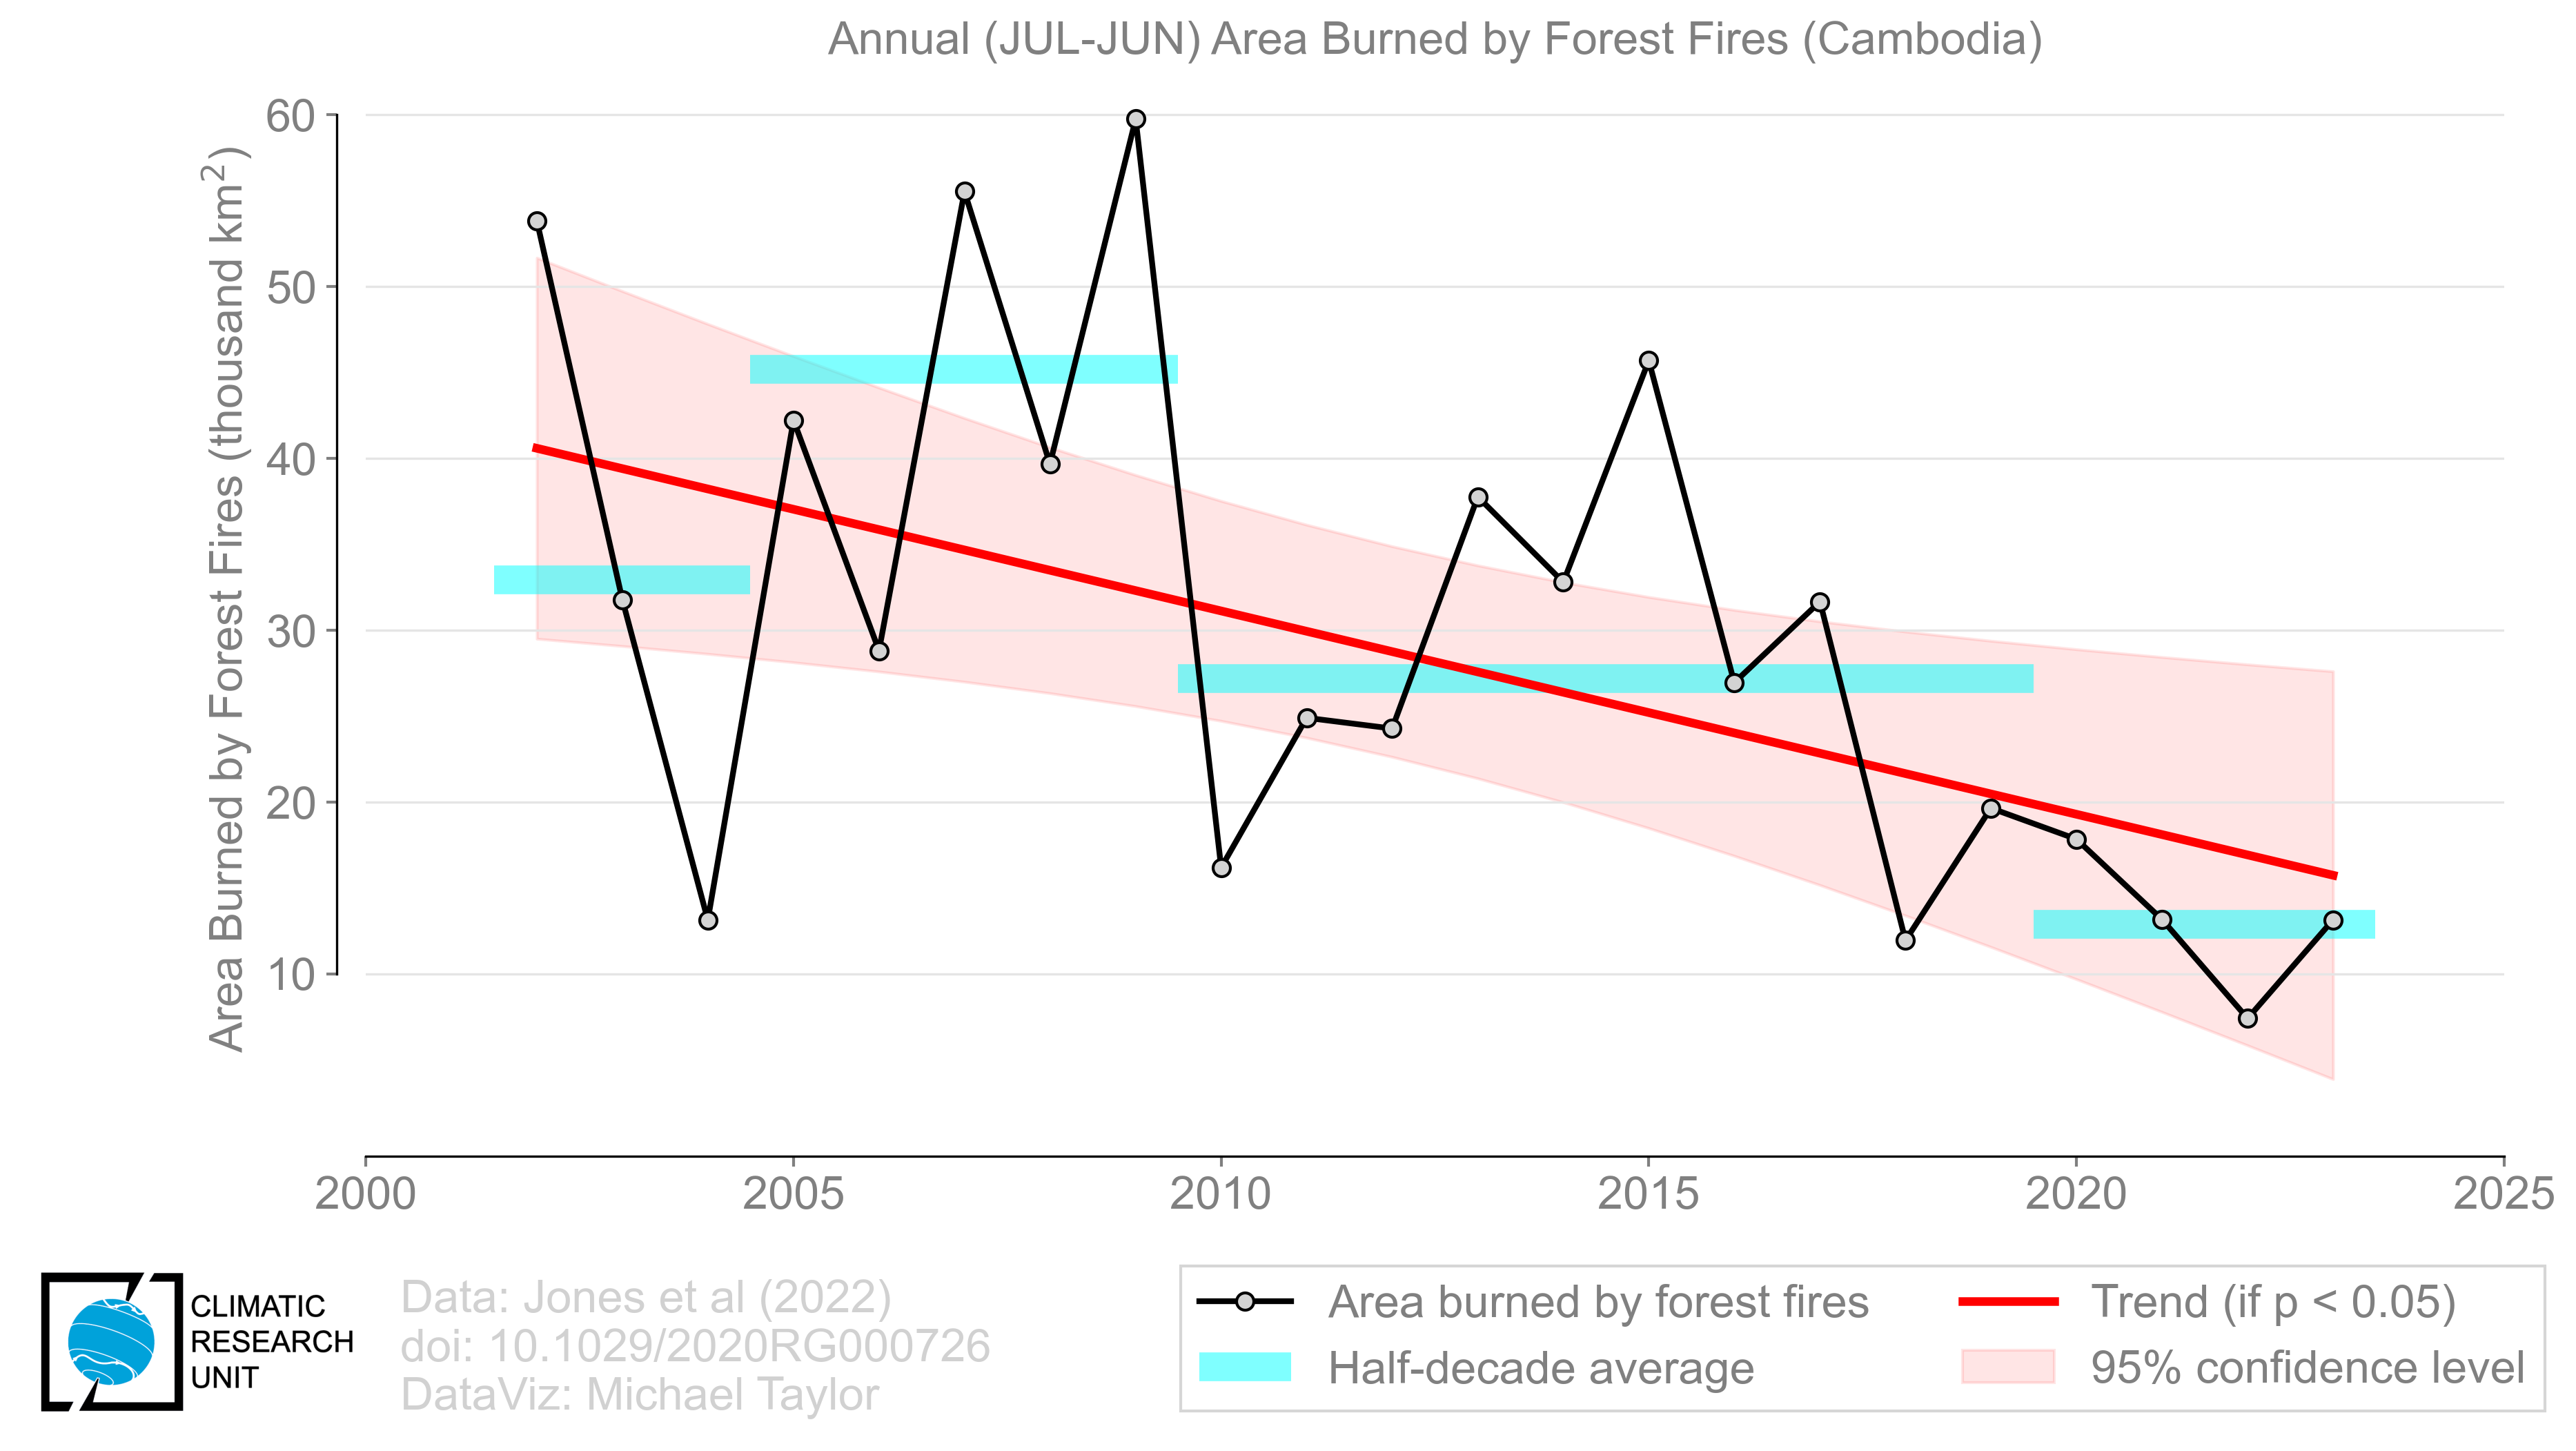 Annual (JUL-JUN) Area Burned by Forest Fires (Cambodia)
Area Burned by Forest Fires (thousand km²)
60
50
40
30
20
10
2000 2005 2010 2015 2020 2025
CLIMATIC
RESEARCH
UNIT
Data: Jones et al (2022)
doi: 10.1029/2020RG000726
DataViz: Michael Taylor
Area burned by forest fires
Half-decade average
Trend (if p < 0.05)
95% confidence level